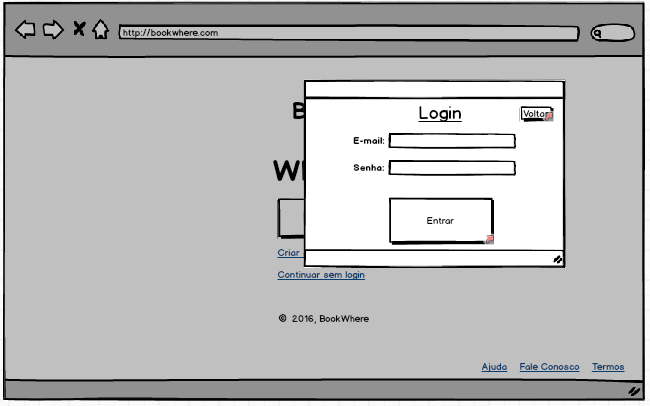 http://bookwhere.com
B
Login
Voltar
E-mail:
Senha:
W
Entrar
Criar
Continuar sem login
© 2016, BookWhere
Ajuda Fale Conosco Termos